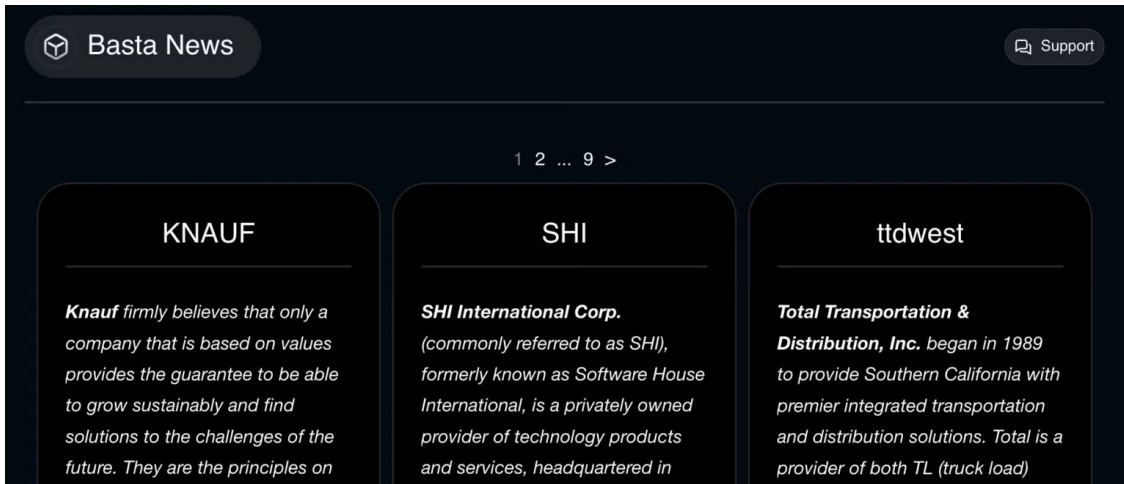 Basta News
Support
1 2 ... 9 >
KNAUF
Knauf firmly believes that only a
company that is based on values
provides the guarantee to be able
to grow sustainably and find
solutions to the challenges of the
future. They are the principles on
SHI
SHI International Corp.
(commonly referred to as SHI),
formerly known as Software House
International, is a privately owned
provider of technology products
and services, headquartered in
ttdwest
Total Transportation &
Distribution, Inc. began in 1989
to provide Southern California with
premier integrated transportation
and distribution solutions. Total is a
provider of both TL (truck load)